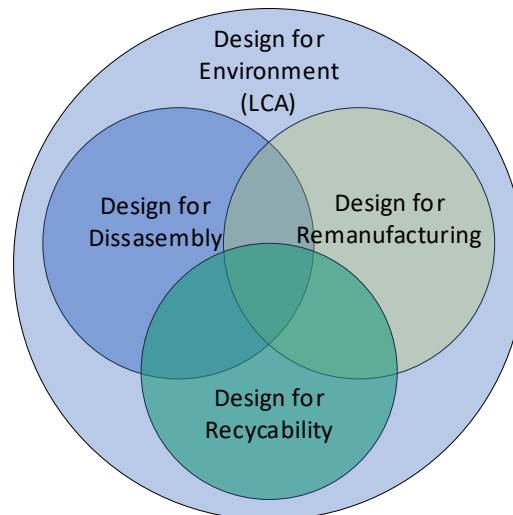 Design for
Environment
(LCA)
Design for
Dissasembly
Design for
Remanufacturing
Design for
Recycability